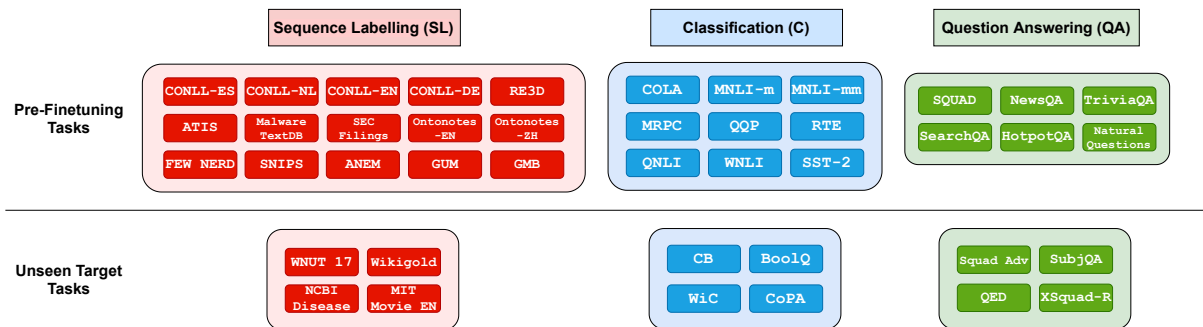 Sequence Labelling (SL)
Classification (C)
Question Answering (QA)
Pre-Finetuning
Tasks
CONLL-ES
CONLL-NL
CONLL-EN
CONLL-DE
RE3D
ATIS
Malware
TextDB
SEC
Filings
Ontonotes
-EN
Ontonotes
-ZH
FEW NERD
SNIPS
ANEM
GUM
GMB
COLA
MNLI-m
MNLI-mm
MRPC
QQP
RTE
QNLI
WNLI
SST-2
SQUAD
NewsQA
TriviaQA
SearchQA
HotpotQA
Natural
Questions
Unseen Target
Tasks
WNUT 17
Wikigold
NCBI
Disease
MIT
Movie EN
CB
BoolQ
WiC
CoPA
Squad Adv
SubjQA
QED
XSquad-R